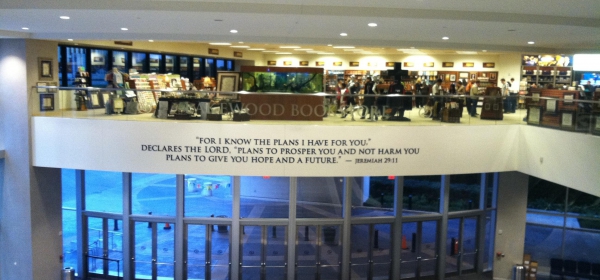 WOOD BOO
"FOR I KNOW THE PLANS I HAVE FOR YOU,"
DECLARES THE LORD, "PLANS TO PROSPER YOU AND NOT HARM YOU
PLANS TO GIVE YOU HOPE AND A FUTURE." — JEREMIAH 29:11